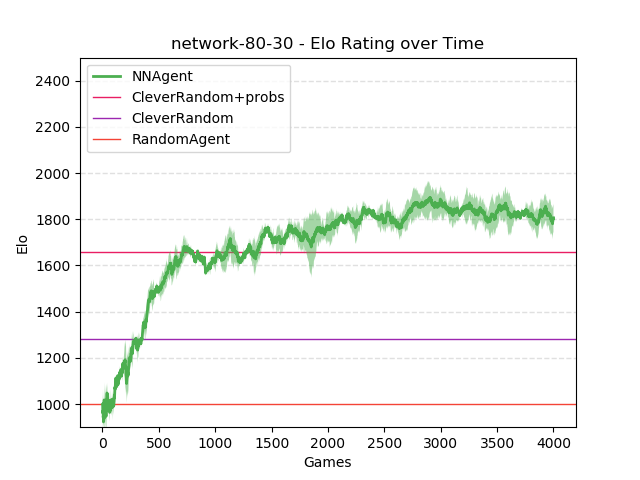 network-80-30 - Elo Rating over Time
NNAgent
CleverRandom+probs
CleverRandom
RandomAgent
2400
2200
2000
1800
1600
1400
1200
1000
Elo
0 500 1000 1500 2000 2500 3000 3500 4000
Games